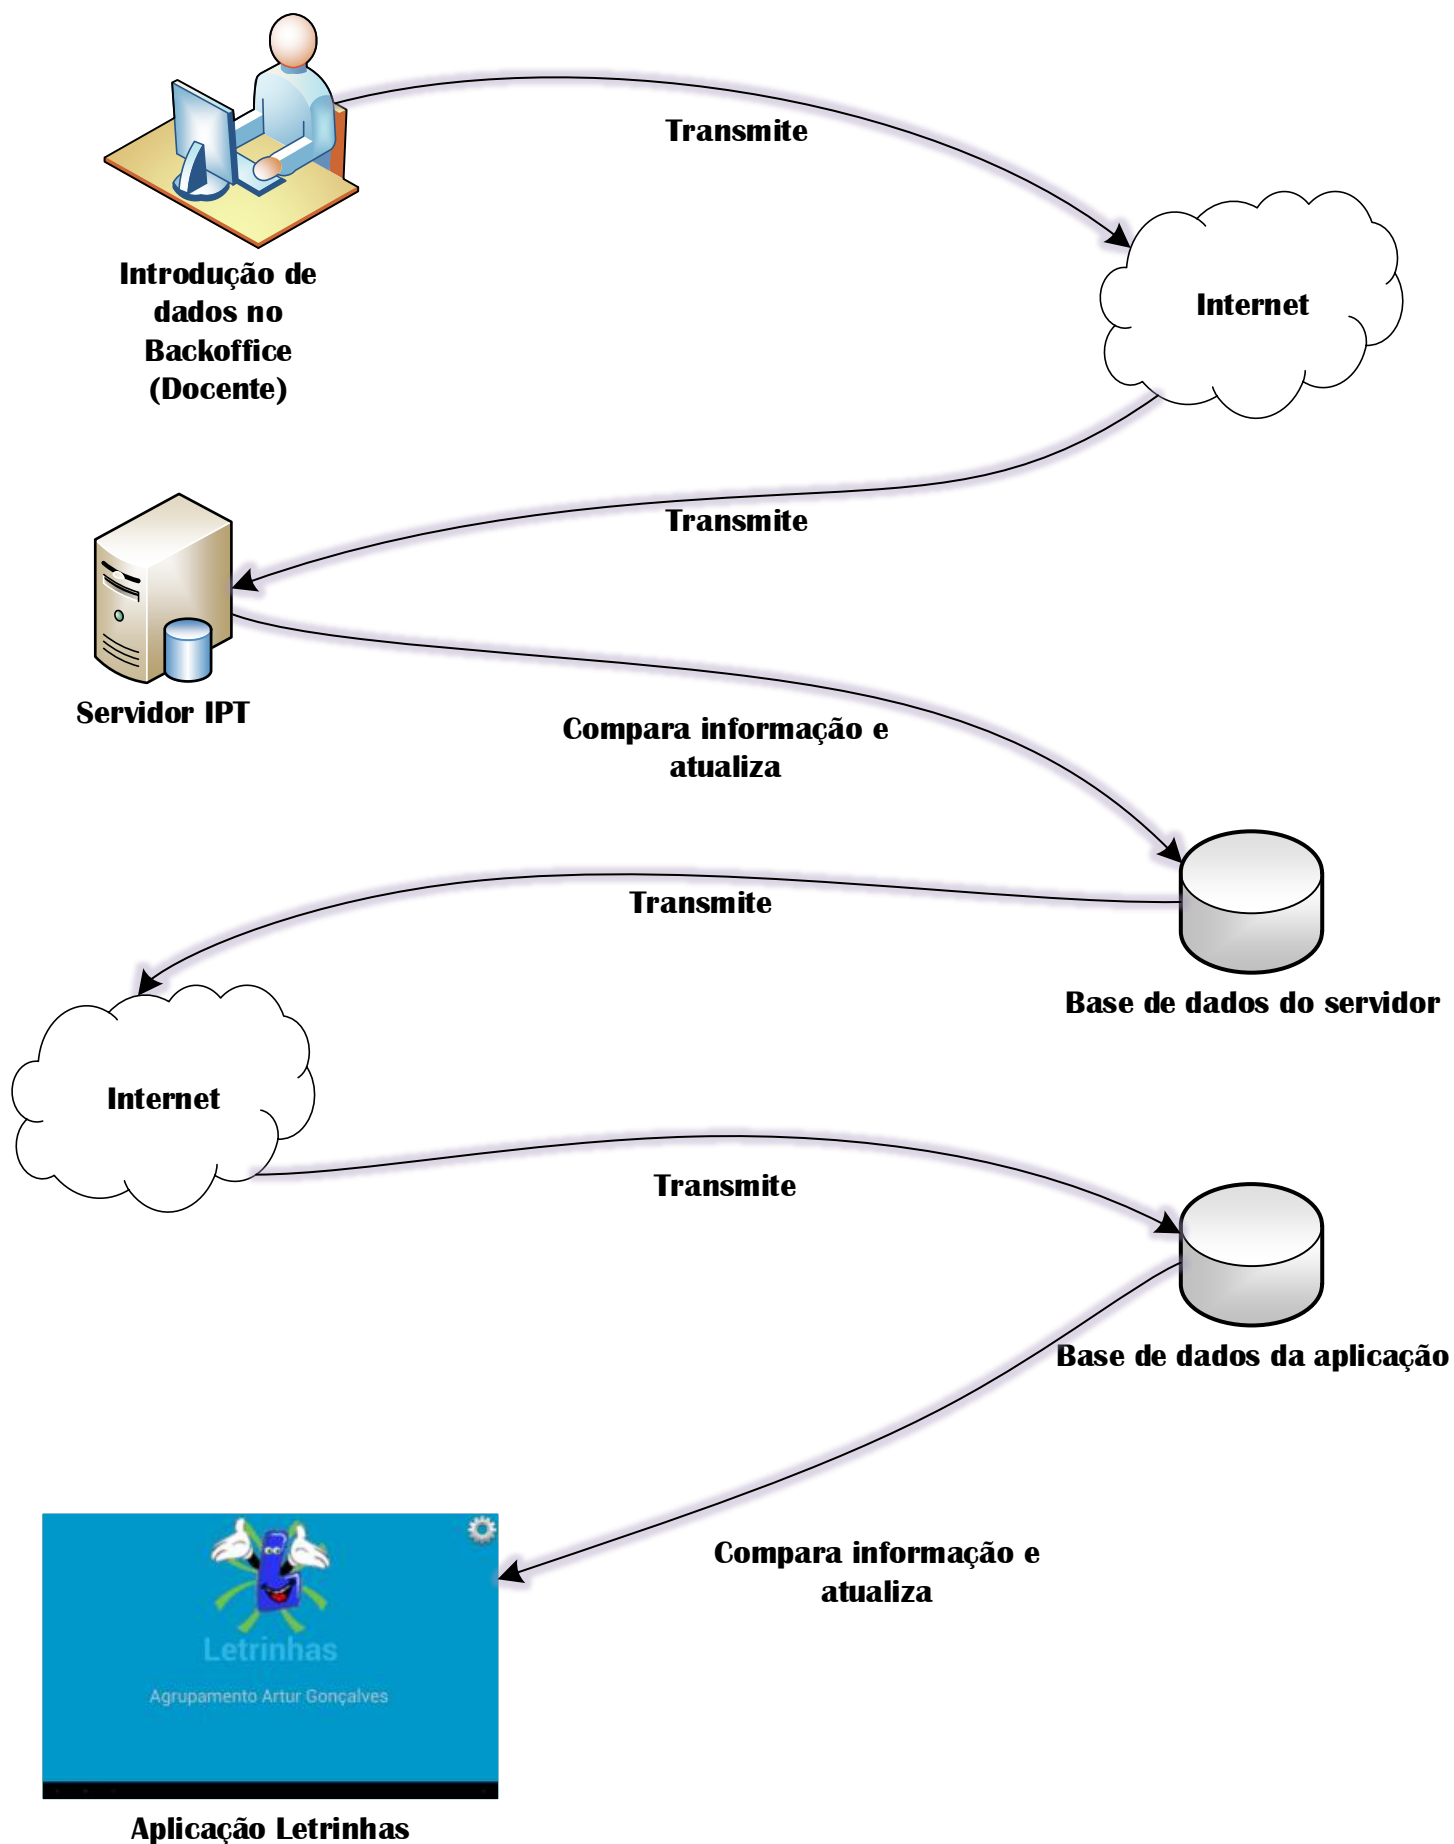 Transmite
Introdução de
dados no
Backoffice
(Docente)
Internet
Transmite
Servidor IPT
Compara informação e
atualiza
Transmite
Base de dados do servidor
Internet
Transmite
Base de dados da aplicação
Compara informação e
atualiza
Letrinhas
Agrupamento Artur Gonçalves
Aplicação Letrinhas